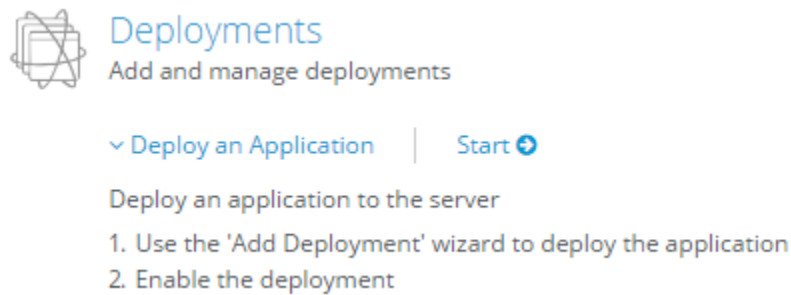 Deployments
Add and manage deployments
Deploy an Application
Start
Deploy an application to the server
1. Use the 'Add Deployment' wizard to deploy the application
2. Enable the deployment